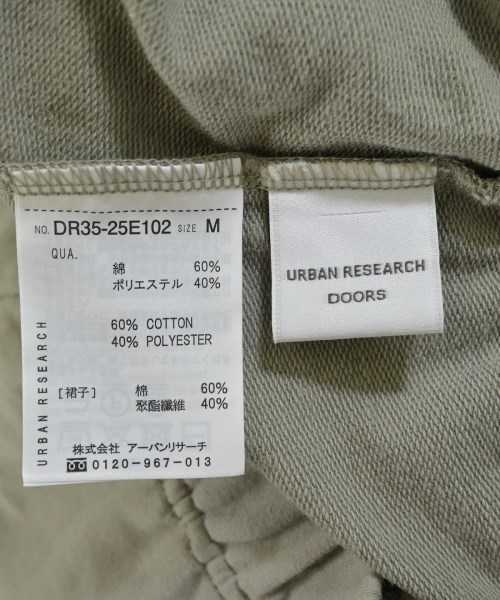 NO. DR35-25E102 SIZE M
QUA.
綿 60%
ポリエステル 40%
60% COTTON
40% POLYESTER
[裙子] 棉 60%
聚酯纖維 40%
株式会社 アーバンリサーチ
0120-967-013
URBAN RESEARCH
URBAN RESEARCH
DOORS